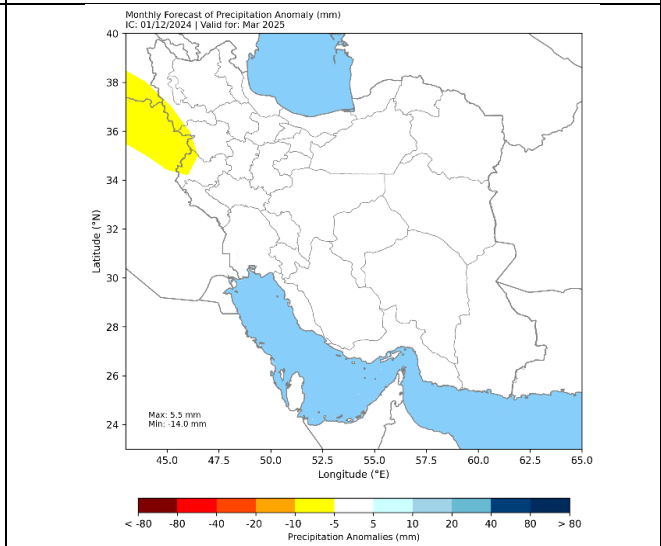 Monthly Forecast of Precipitation Anomaly (mm)
IC: 01/12/2024 | Valid for: Mar 2025
40
38
36
34
32
30
28
26
24
Latitude (°N)
Max: 5.5 mm
Min: -14.0 mm
45.0 47.5 50.0 52.5 55.0 57.5 60.0 62.5 65.0
Longitude (°E)
< -80 -80 -40 -20 -10 -5 5 10 20 40 80 > 80
Precipitation Anomalies (mm)